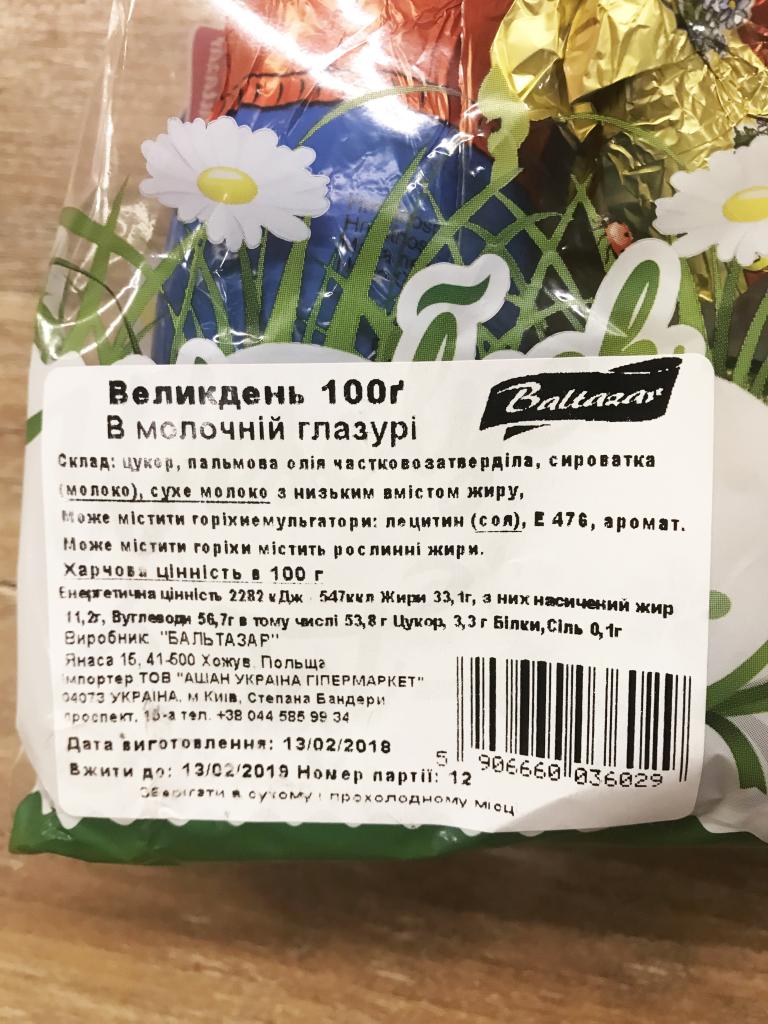 Великдень 100ґ
В молочній глазурі
Baltazar
Склад: цукор, пальмова олія частковозатверділа, сироватка
(молоко), сухе молоко з низьким вмістом жиру,
Може містити горіхиемульгатори: лецитин (соя), Е 476, аромат.
Може містити горіхи містить рослинні жири.
Харчова цінність в 100 г
Енергетична цінність 2282 кДж - 547ккл Жири 33,1г, з них насичений жир
11,2г, Вуглеводи 56,7г в тому числі 53,8 г Цукор, 3,3 г Білки,Сіль 0,1г
Виробник: "БАЛЬТАЗАР"
Янаса 15, 41-500 Хожув, Польща
Імпортер ТОВ "АШАН УКРАЇНА ГІПЕРМАРКЕТ"
04073 УКРАЇНА, м Київ, Степана Бандери
проспект, 15-а тел. +38 044 585 99 34
Дата виготовлення: 13/02/2018
Вжити до: 13/02/2019 Номер партії: 12
Зберігати в сухому і прохолодному місці
5 906660 036029